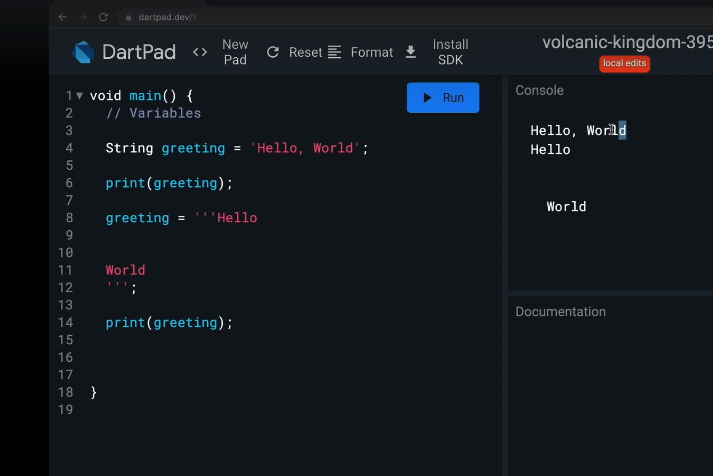 dartpad.dev/?
DartPad
<> New Pad
Reset
Format
Install SDK
volcanic-kingdom-395
local edits
1 void main() {
2 // Variables
3
4 String greeting = 'Hello, World';
5
6 print(greeting);
7
8 greeting = '''Hello
9
10
11 World
12 ''';
13
14 print(greeting);
15
16
17
18 }
19
Run
Console
Hello, World
Hello
World
Documentation